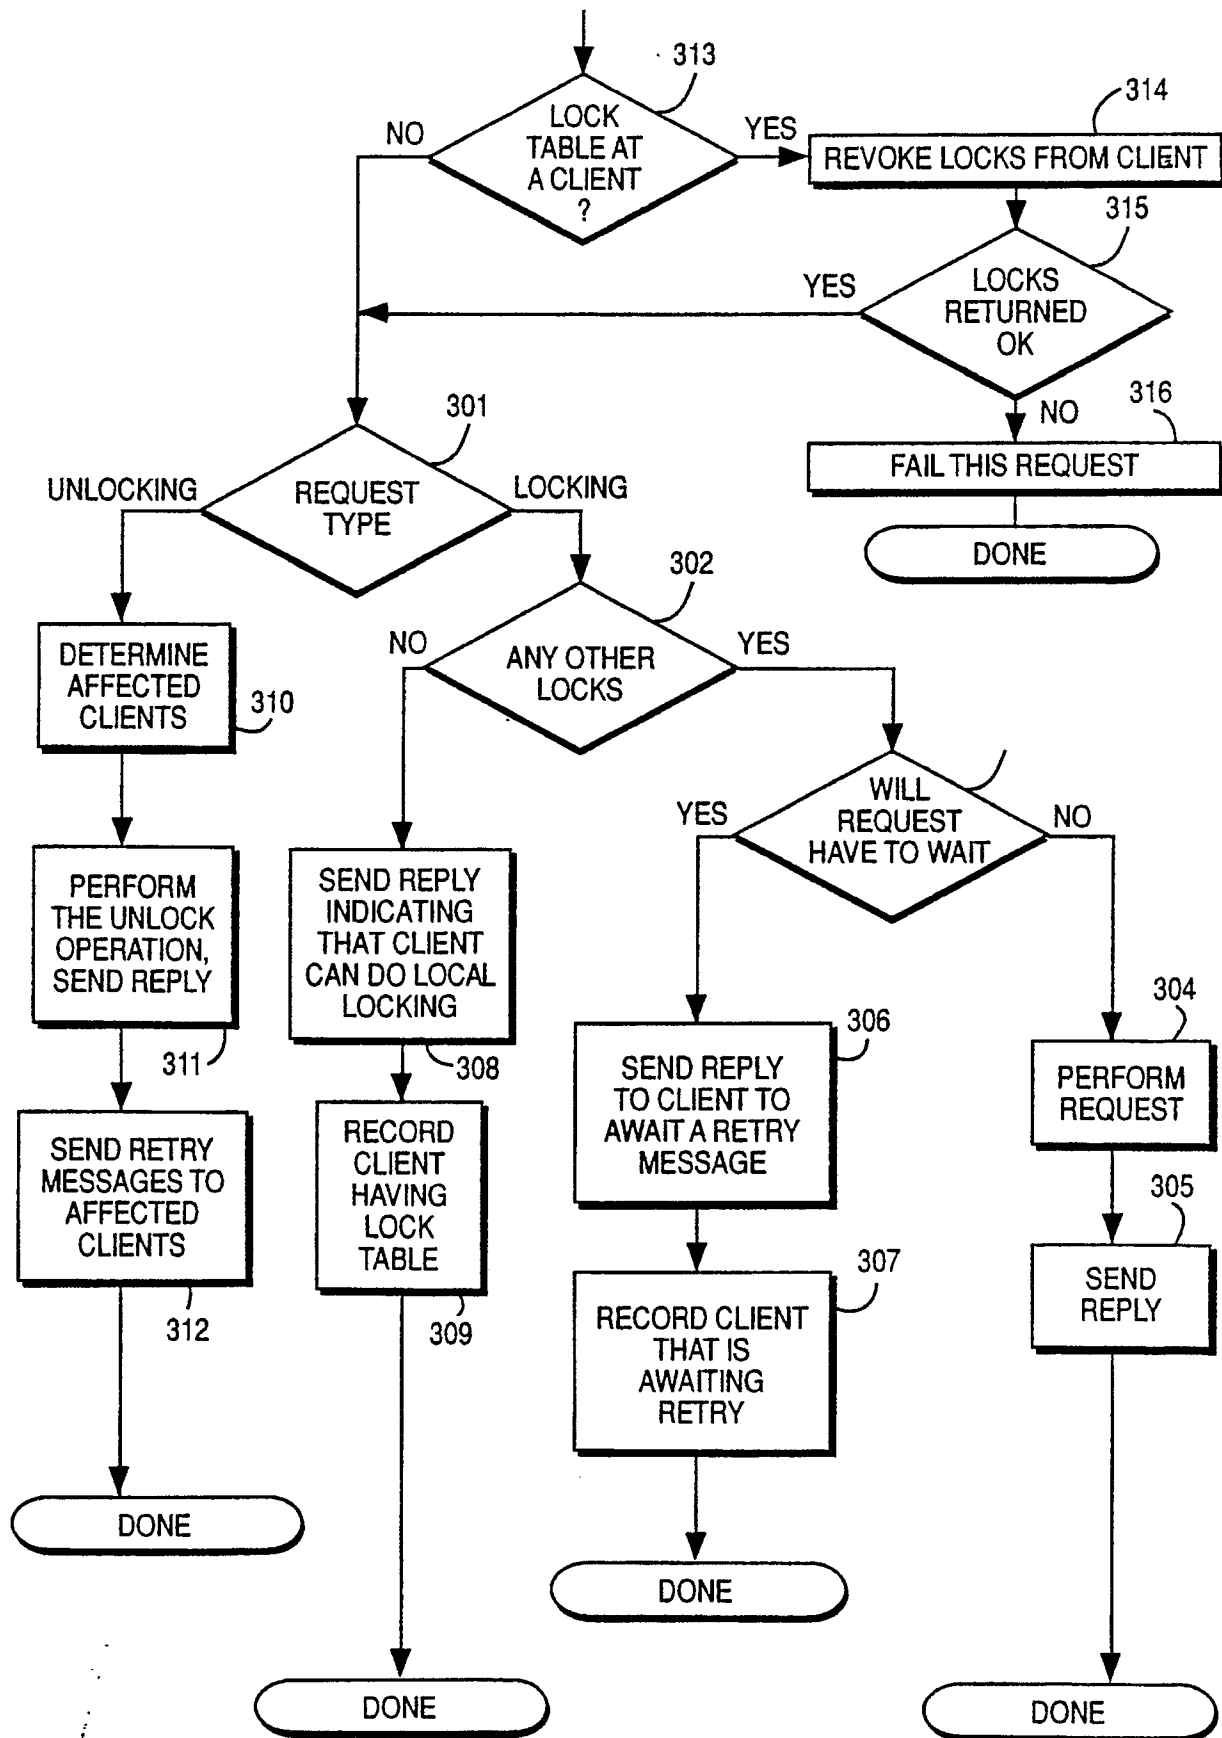 313
LOCK
TABLE AT
A CLIENT
?
NO
YES
314
REVOKE LOCKS FROM CLIENT
315
LOCKS
RETURNED
OK
YES
NO
316
FAIL THIS REQUEST
DONE
301
REQUEST
TYPE
UNLOCKING
LOCKING
302
ANY OTHER
LOCKS
NO
YES
DETERMINE
AFFECTED
CLIENTS
310
WILL
REQUEST
HAVE TO WAIT
YES
NO
PERFORM
THE UNLOCK
OPERATION,
SEND REPLY
311
SEND REPLY
INDICATING
THAT CLIENT
CAN DO LOCAL
LOCKING
308
306
SEND REPLY
TO CLIENT TO
AWAIT A RETRY
MESSAGE
304
PERFORM
REQUEST
SEND RETRY
MESSAGES TO
AFFECTED
CLIENTS
312
RECORD
CLIENT
HAVING
LOCK
TABLE
309
307
RECORD CLIENT
THAT IS
AWAITING
RETRY
305
SEND
REPLY
DONE
DONE
DONE
DONE